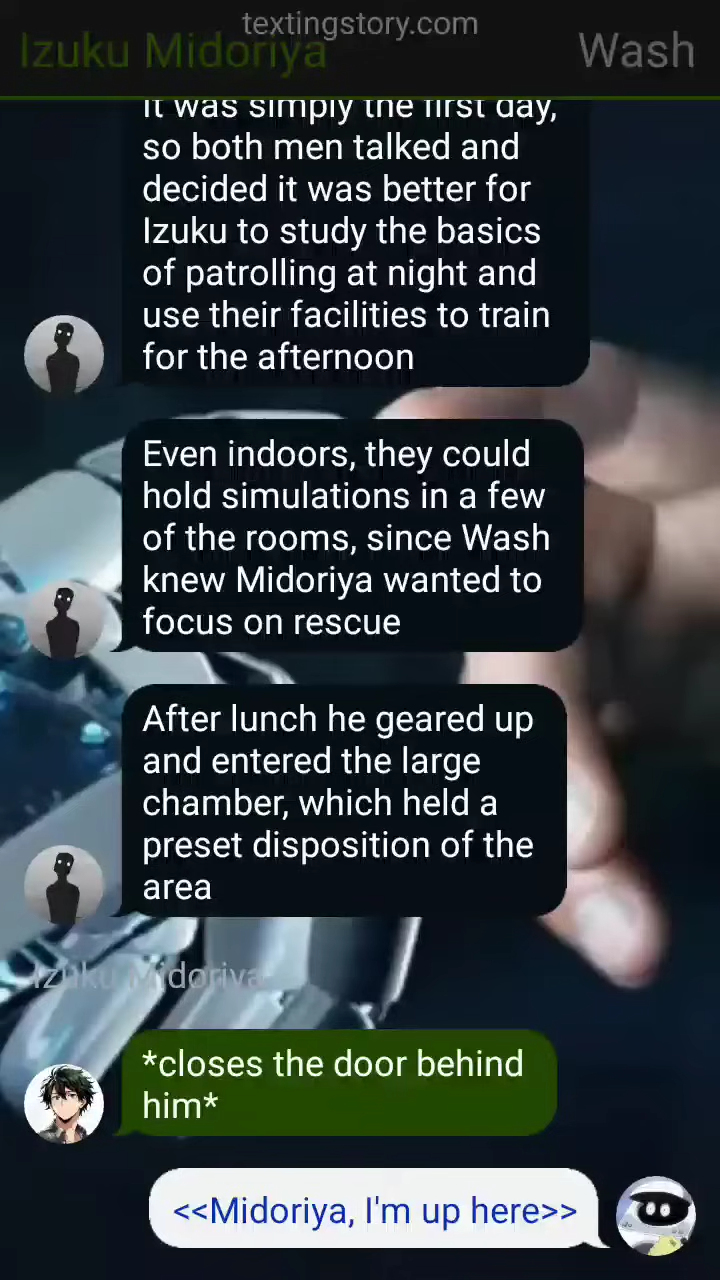 textingstory.com
Izuku Midoriya
Wash
it was simply the first day,
so both men talked and
decided it was better for
Izuku to study the basics
of patrolling at night and
use their facilities to train
for the afternoon
Even indoors, they could
hold simulations in a few
of the rooms, since Wash
knew Midoriya wanted to
focus on rescue
After lunch he geared up
and entered the large
chamber, which held a
preset disposition of the
area
Izuku Midoriya
*closes the door behind
him*
<<Midoriya, I'm up here>>